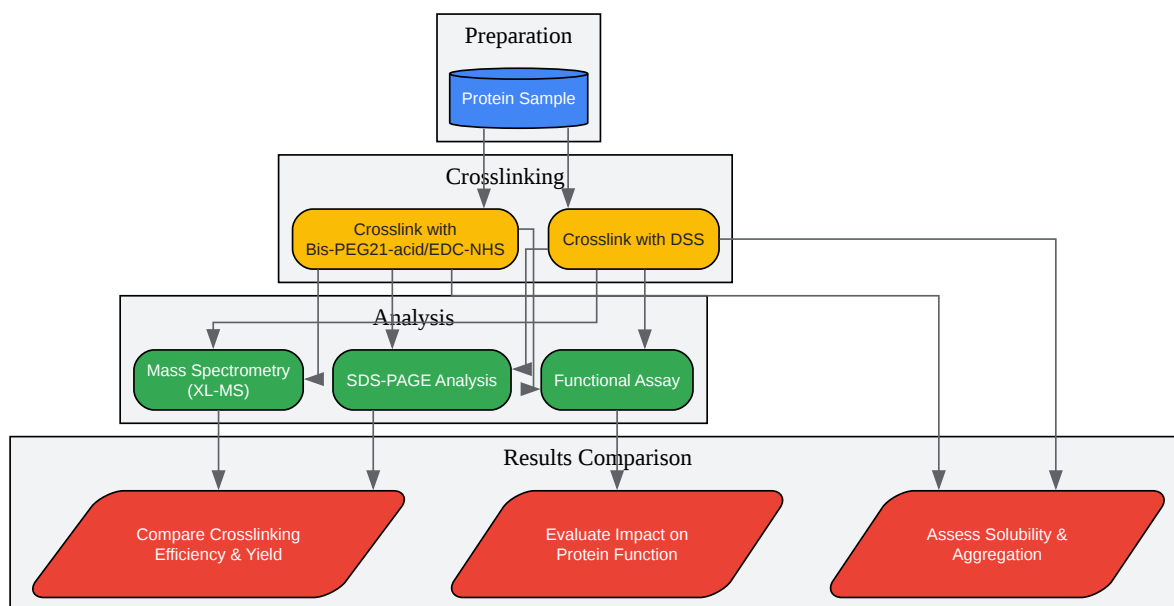 Preparation
Protein Sample
Crosslinking
Crosslink with
Bis-PEG21-acid/EDC-NHS
Crosslink with DSS
Analysis
Mass Spectrometry
(XL-MS)
SDS-PAGE Analysis
Functional Assay
Results Comparison
Compare Crosslinking
Efficiency & Yield
Evaluate Impact on
Protein Function
Assess Solubility &
Aggregation